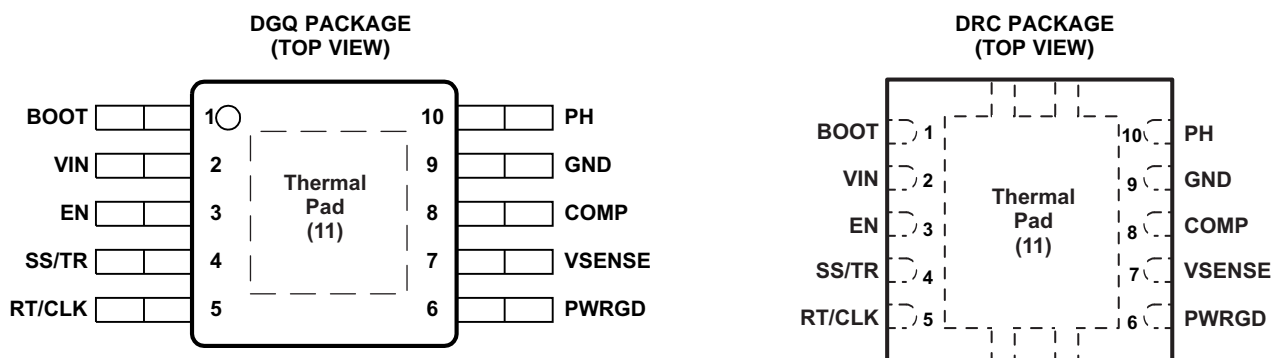 DGQ PACKAGE
(TOP VIEW)
BOOT 1 10 PH
VIN 2 9 GND
EN 3 8 COMP
SS/TR 4 7 VSENSE
RT/CLK 5 6 PWRGD
Thermal
Pad
(11)
DRC PACKAGE
(TOP VIEW)
BOOT 1 10 PH
VIN 2 9 GND
EN 3 8 COMP
SS/TR 4 7 VSENSE
RT/CLK 5 6 PWRGD
Thermal
Pad
(11)